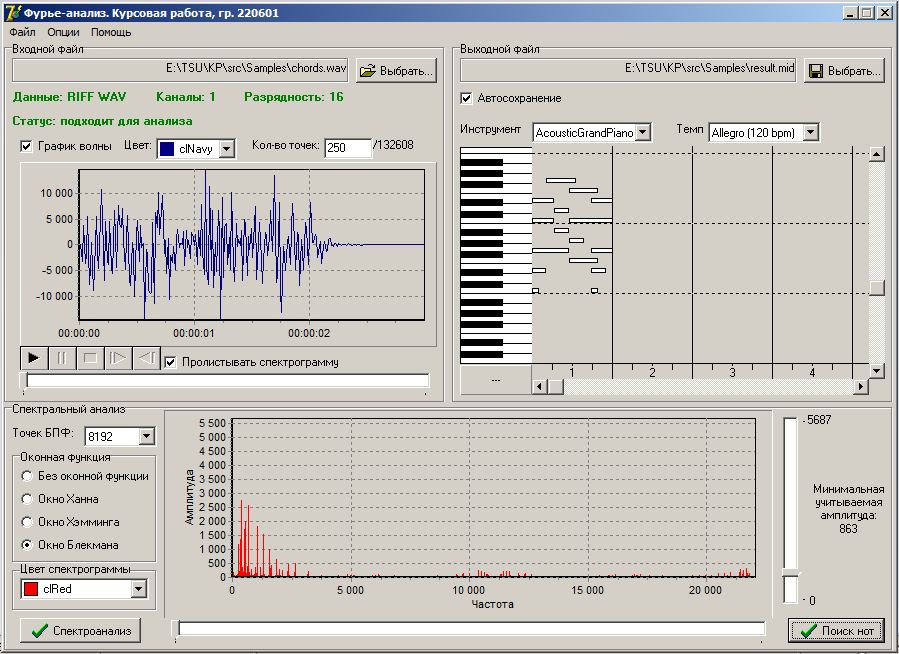 Фурье-анализ. Курсовая работа, гр. 220601
Файл Опции Помощь
Входной файл
E:\TSU\KP\src\Samples\chords.wav
Выбрать...
Данные: RIFF WAV Каналы: 1 Разрядность: 16
Статус: подходит для анализа
График волны Цвет: clNavy Кол-во точек: 250 /132608
10 000
5 000
0
-5 000
-10 000
00:00:00 00:00:01 00:00:02
Пролистывать спектрограмму
Выходной файл
E:\TSU\KP\src\Samples\result.mid
Выбрать...
Автосохранение
Инструмент AcousticGrandPiano Темп Allegro (120 bpm)
...
1 2 3 4
Спектральный анализ
Точек БПФ: 8192
Оконная функция
Без оконной функции
Окно Ханна
Окно Хэмминга
Окно Блекмана
Цвет спектрограммы
clRed
Спектроанализ
Амплитуда
5 500
5 000
4 500
4 000
3 500
3 000
2 500
2 000
1 500
1 000
500
0
0 5 000 10 000 15 000 20 000
Частота
-5687
Минимальная
учитываемая
амплитуда:
863
- 0
Поиск нот